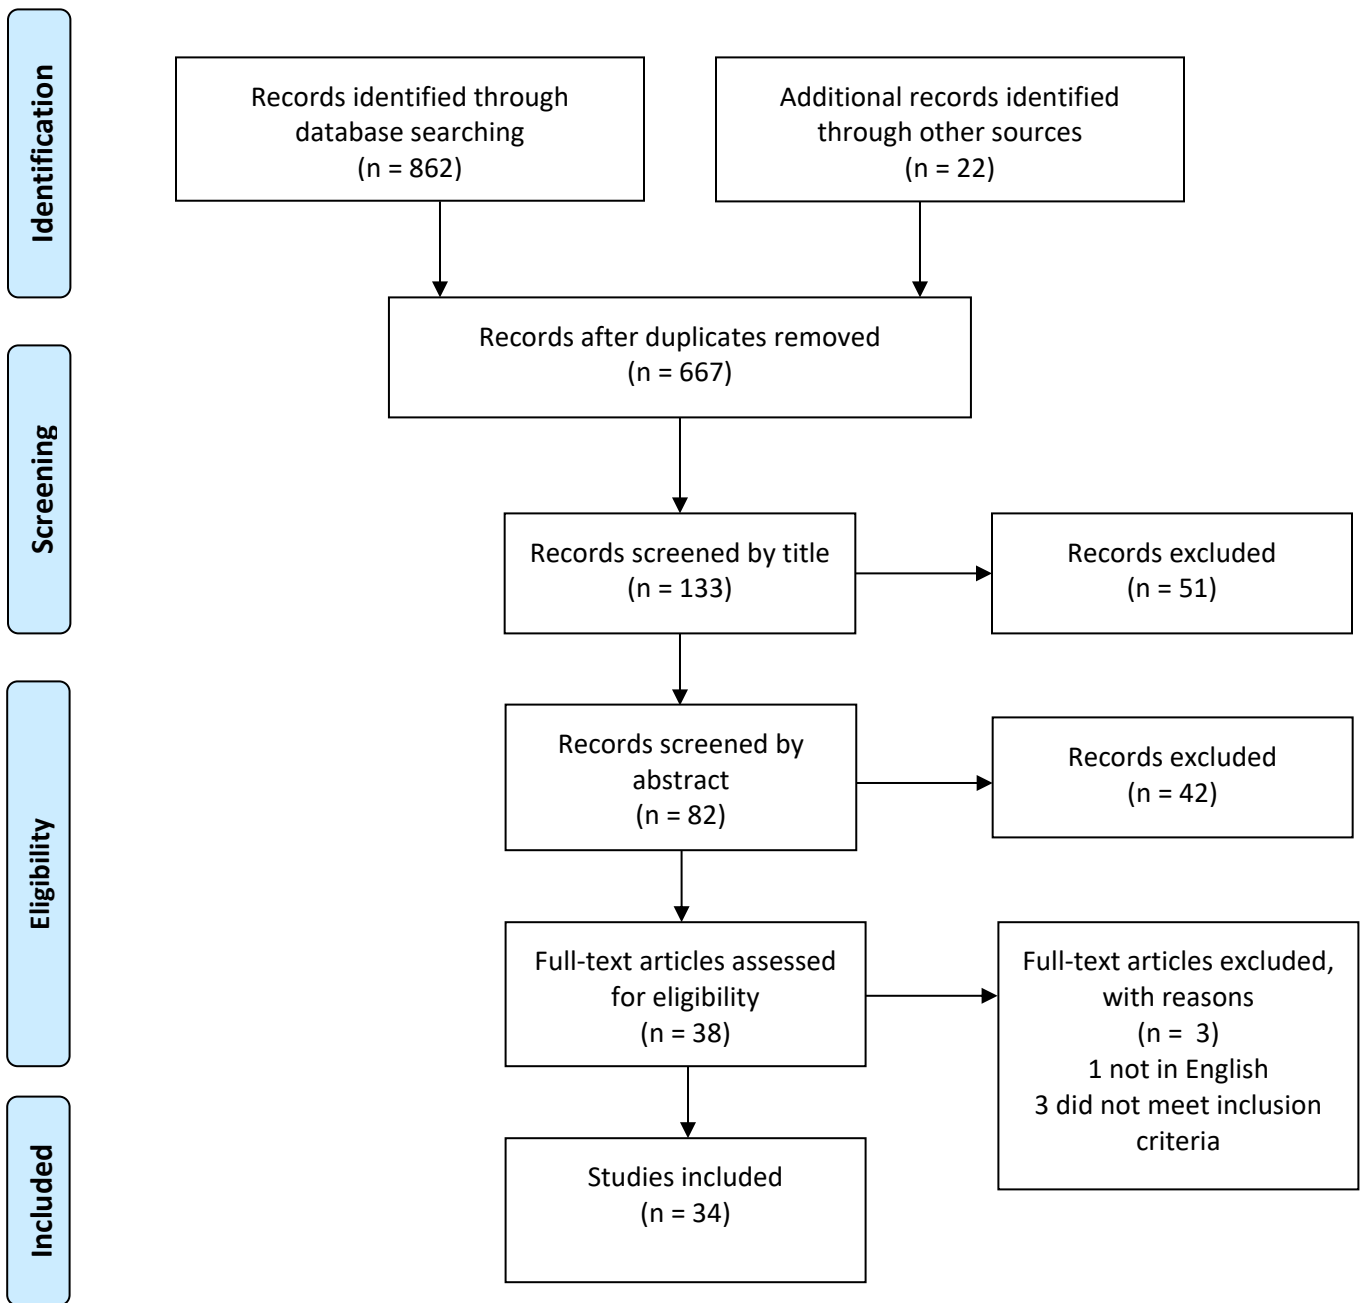 Identification
Records identified through
database searching
(n = 862)
Additional records identified
through other sources
(n = 22)
Records after duplicates removed
(n = 667)
Screening
Records screened by title
(n = 133)
Records excluded
(n = 51)
Eligibility
Records screened by
abstract
(n = 82)
Records excluded
(n = 42)
Full-text articles assessed
for eligibility
(n = 38)
Full-text articles excluded,
with reasons
(n =  3)
1 not in English
3 did not meet inclusion
criteria
Included
Studies included
(n = 34)